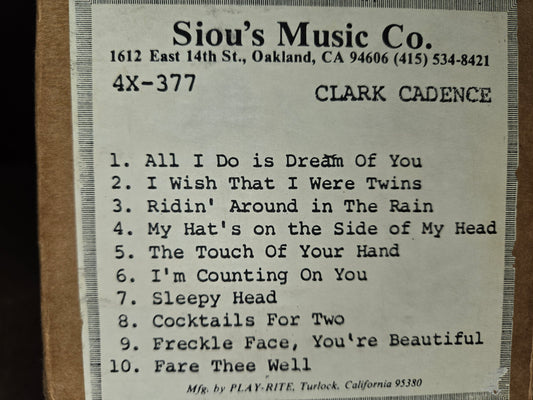 Siou's Music Co.
1612 East 14th St., Oakland, CA 94606 (415) 534-8421
4X-377
CLARK CADENCE
1. All I Do is Dream Of You
2. I Wish That I Were Twins
3. Ridin' Around in The Rain
4. My Hat's on the Side of My Head
5. The Touch Of Your Hand
6. I'm Counting On You
7. Sleepy Head
8. Cocktails For Two
9. Freckle Face, You're Beautiful
10. Fare Thee Well
Mfg. by PLAY-RITE, Turlock, California 95380